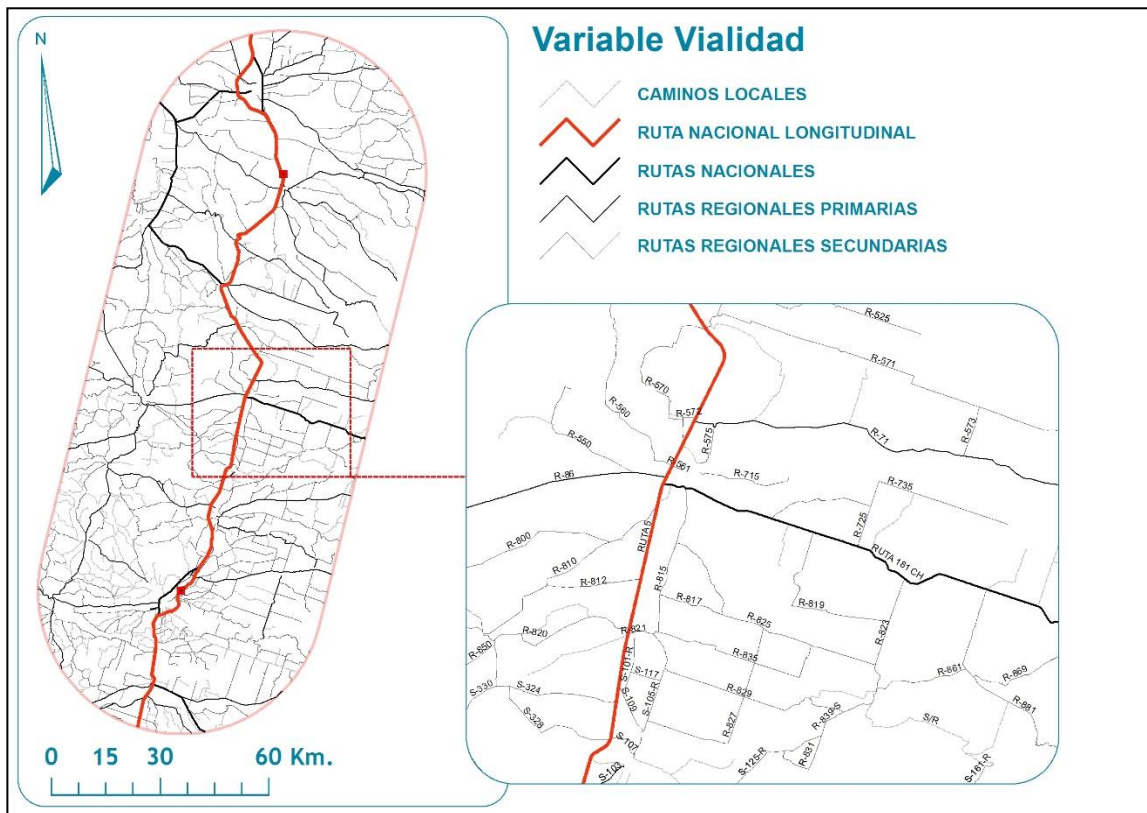 Variable Vialidad
N
CAMINOS LOCALES
RUTA NACIONAL LONGITUDINAL
RUTAS NACIONALES
RUTAS REGIONALES PRIMARIAS
RUTAS REGIONALES SECUNDARIAS
R-525
R-571
R-570
R-560
R-572
R-573
R-575
R-71
R-550
R-561
R-715
R-86
R-735
R-725
RUTA 5
R-800
R-810
R-812
R-815
RUTA 181 CH
R-817
R-819
R-825
R-823
R-820
R-821
R-850
S-101-R
R-835
S-117
R-861
R-869
S-330
S-324
S-105-R
R-829
S-109
R-827
R-839-S
R-881
S-328
S/R
S-107
R-831
S-125-R
S-103
S-161-R
0 15 30 60 Km.